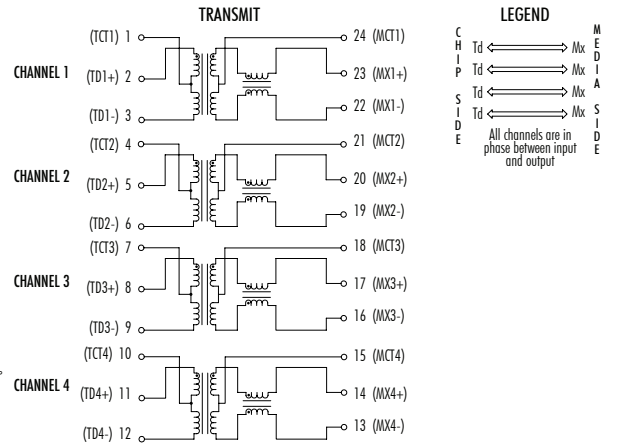 TRANSMIT
(TCT1) 1
24 (MCT1)
CHANNEL 1
(TD1+) 2
23 (MX1+)
(TD1-) 3
22 (MX1-)
(TCT2) 4
21 (MCT2)
CHANNEL 2
(TD2+) 5
20 (MX2+)
(TD2-) 6
19 (MX2-)
(TCT3) 7
18 (MCT3)
CHANNEL 3
(TD3+) 8
17 (MX3+)
(TD3-) 9
16 (MX3-)
(TCT4) 10
15 (MCT4)
CHANNEL 4
(TD4+) 11
14 (MX4+)
(TD4-) 12
13 (MX4-)
LEGEND
CHIP SIDE
Td Mx
Td Mx
Td Mx
Td Mx
MEDIA SIDE
All channels are in
phase between input
and output